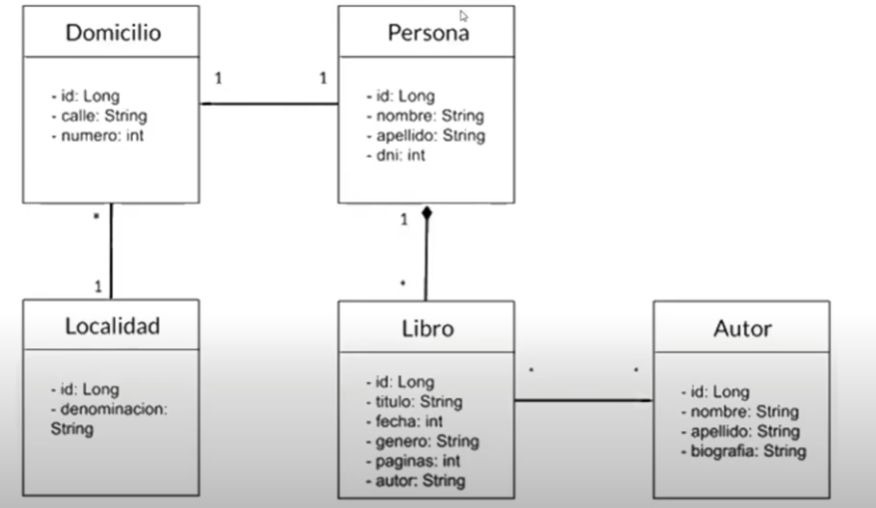 Domicilio
- id: Long
- calle: String
- numero: int
1
1
Persona
- id: Long
- nombre: String
- apellido: String
- dni: int
*
1
1
*
Localidad
- id: Long
- denominacion:
String
Libro
- id: Long
- titulo: String
- fecha: int
- genero: String
- paginas: int
- autor: String
*
*
Autor
- id: Long
- nombre: String
- apellido: String
- biografia: String